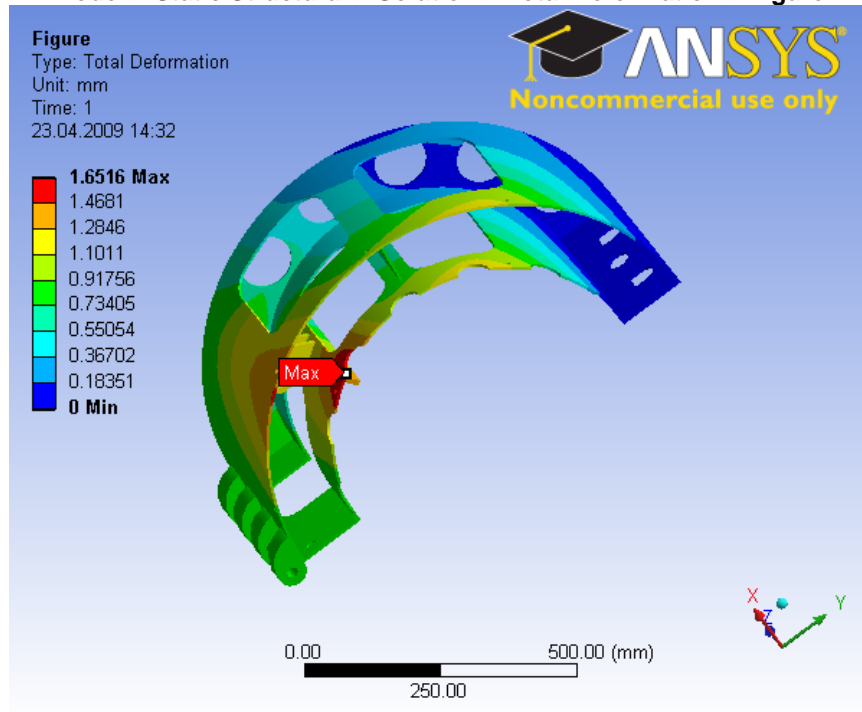 Figure
Type: Total Deformation
Unit: mm
Time: 1
23.04.2009 14:32
ANSYS
Noncommercial use only
1.6516 Max
1.4681
1.2846
1.1011
0.91756
0.73405
0.55054
0.36702
0.18351
0 Min
Max
X
Y
Z
0.00
500.00 (mm)
250.00